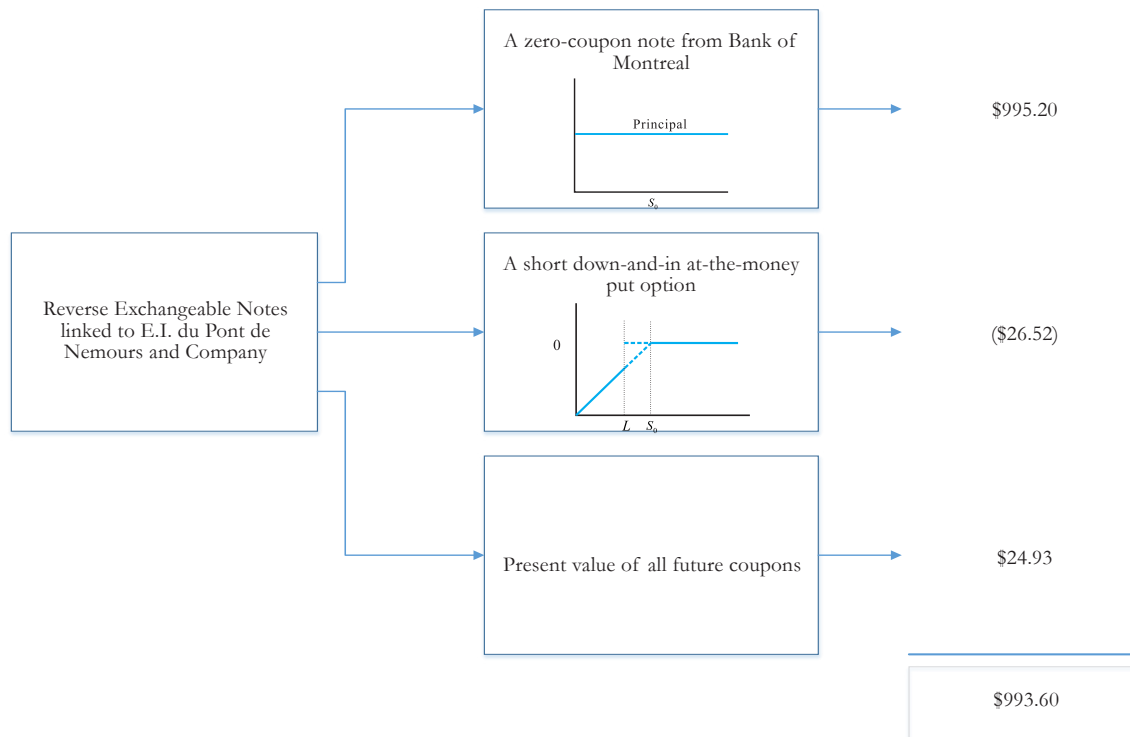 A zero-coupon note from Bank of
Montreal
Principal
S₀
$995.20
Reverse Exchangeable Notes
linked to E.I. du Pont de
Nemours and Company
A short down-and-in at-the-money
put option
0
L S₀
($26.52)
Present value of all future coupons
$24.93
$993.60